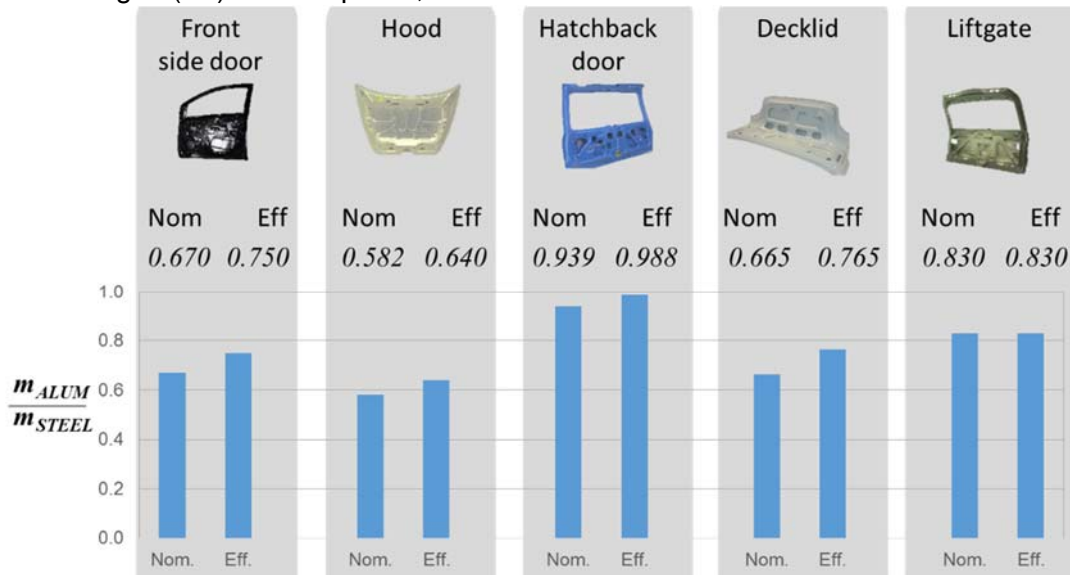 Front
side door
Hood
Hatchback
door
Decklid
Liftgate
Nom Eff
0.670 0.750
Nom Eff
0.582 0.640
Nom Eff
0.939 0.988
Nom Eff
0.665 0.765
Nom Eff
0.830 0.830
m ALUM
m STEEL
1.0
0.8
0.6
0.4
0.2
0.0
Nom. Eff. Nom. Eff. Nom. Eff. Nom. Eff. Nom. Eff.